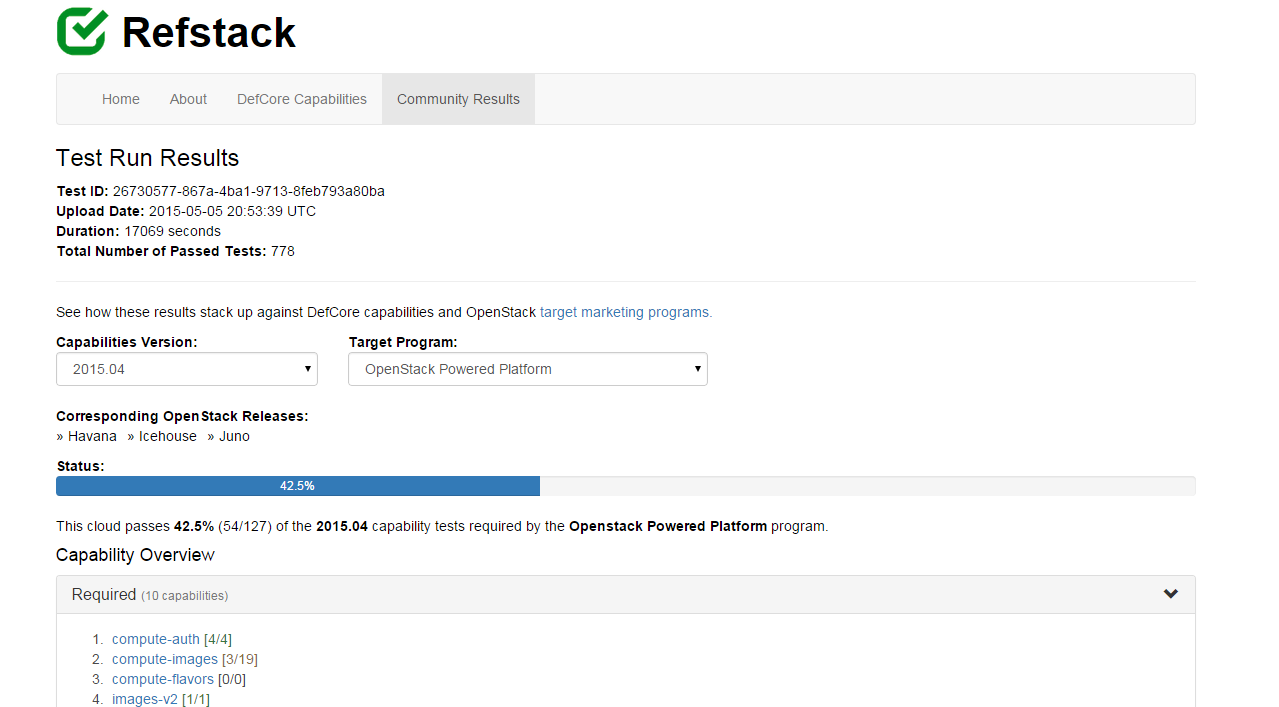 Refstack
Home About DefCore Capabilities Community Results
Test Run Results
Test ID: 26730577-867a-4ba1-9713-8feb793a80ba
Upload Date: 2015-05-05 20:53:39 UTC
Duration: 17069 seconds
Total Number of Passed Tests: 778
See how these results stack up against DefCore capabilities and OpenStack target marketing programs.
Capabilities Version: Target Program:
2015.04 OpenStack Powered Platform
Corresponding OpenStack Releases:
» Havana » Icehouse » Juno
Status:
42.5%
This cloud passes 42.5% (54/127) of the 2015.04 capability tests required by the Openstack Powered Platform program.
Capability Overview
Required (10 capabilities)
1. compute-auth [4/4]
2. compute-images [3/19]
3. compute-flavors [0/0]
4. images-v2 [1/1]